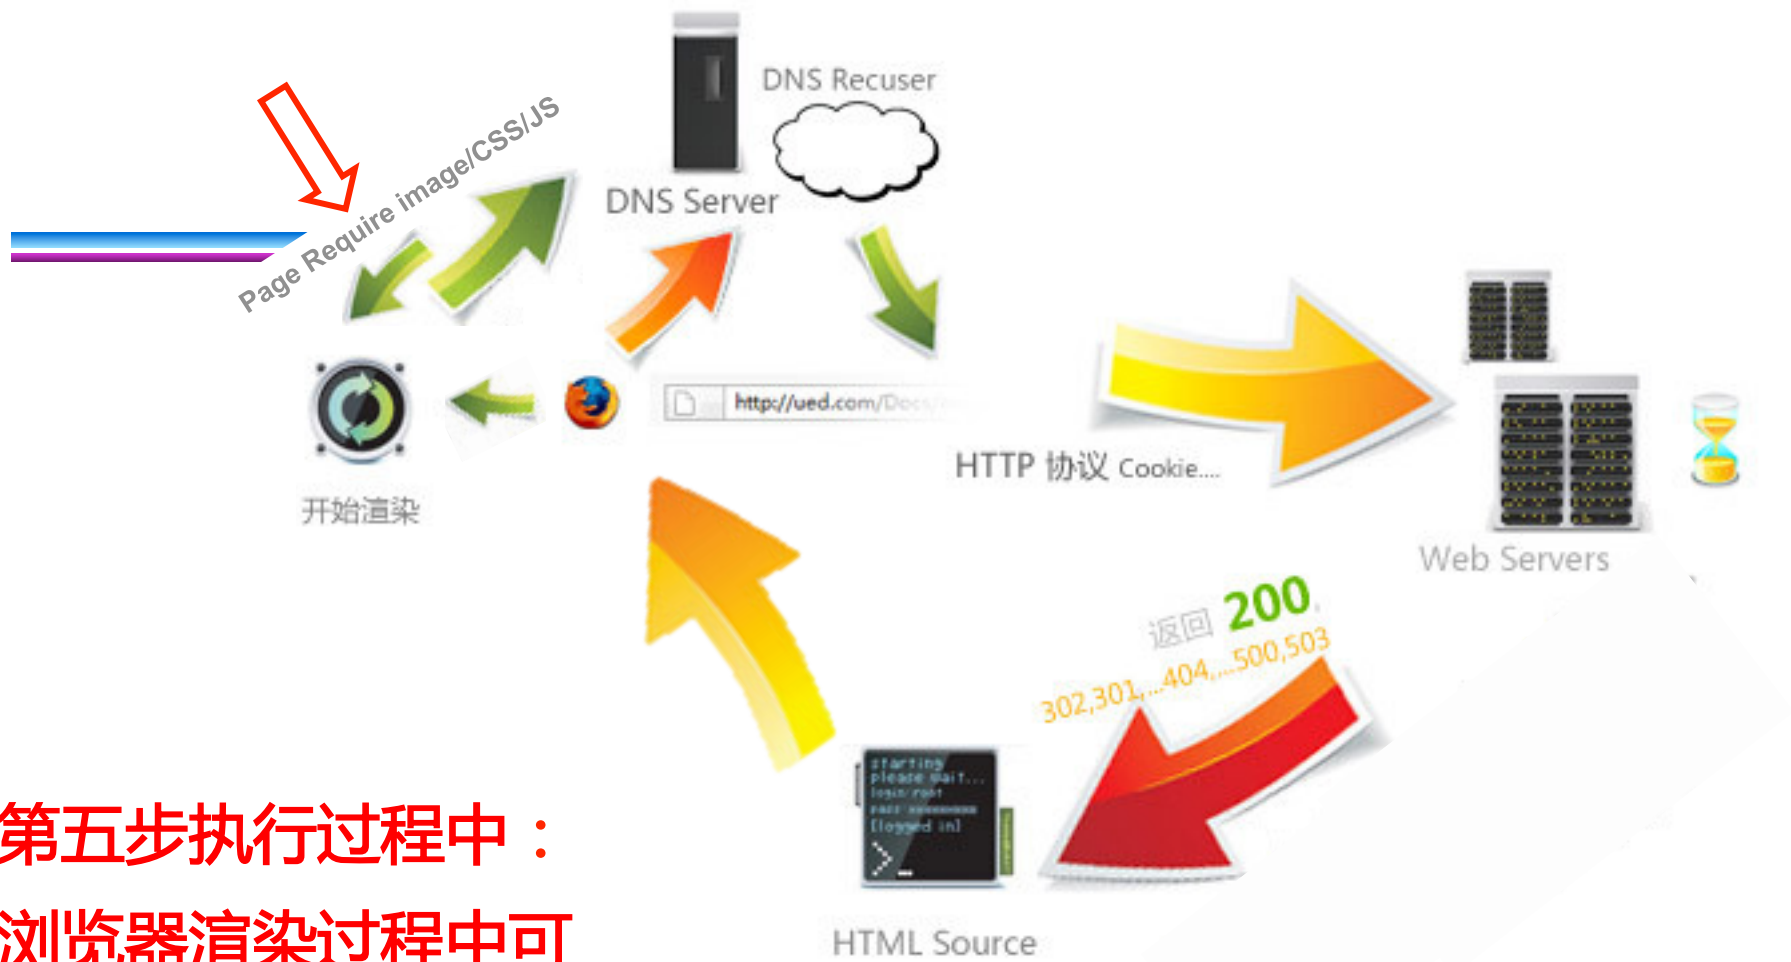 DNS Recuser
Page Require image/CSS/JS
DNS Server
http://ued.com/Docs/
HTTP 协议 Cookie....
开始渲染
Web Servers
返回 200,
302,301,...404,...500,503
starting
please wait...
login:root
[logged in]
>_
第五步执行过程中：
浏览器渲染过程中可
HTML Source